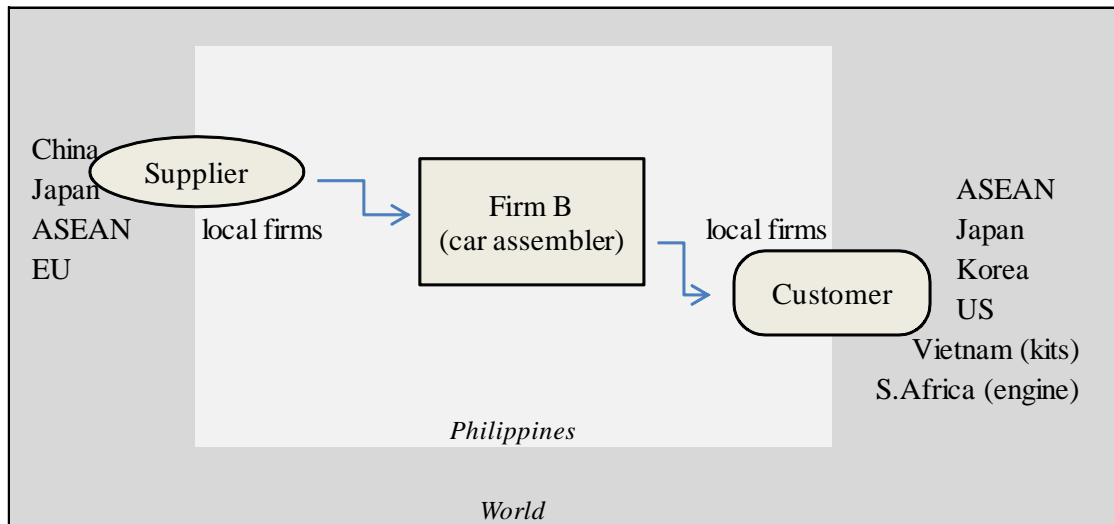 China
Japan
ASEAN
EU
Supplier
local firms
Firm B
(car assembler)
local firms
Customer
ASEAN
Japan
Korea
US
Vietnam (kits)
S.Africa (engine)
Philippines
World